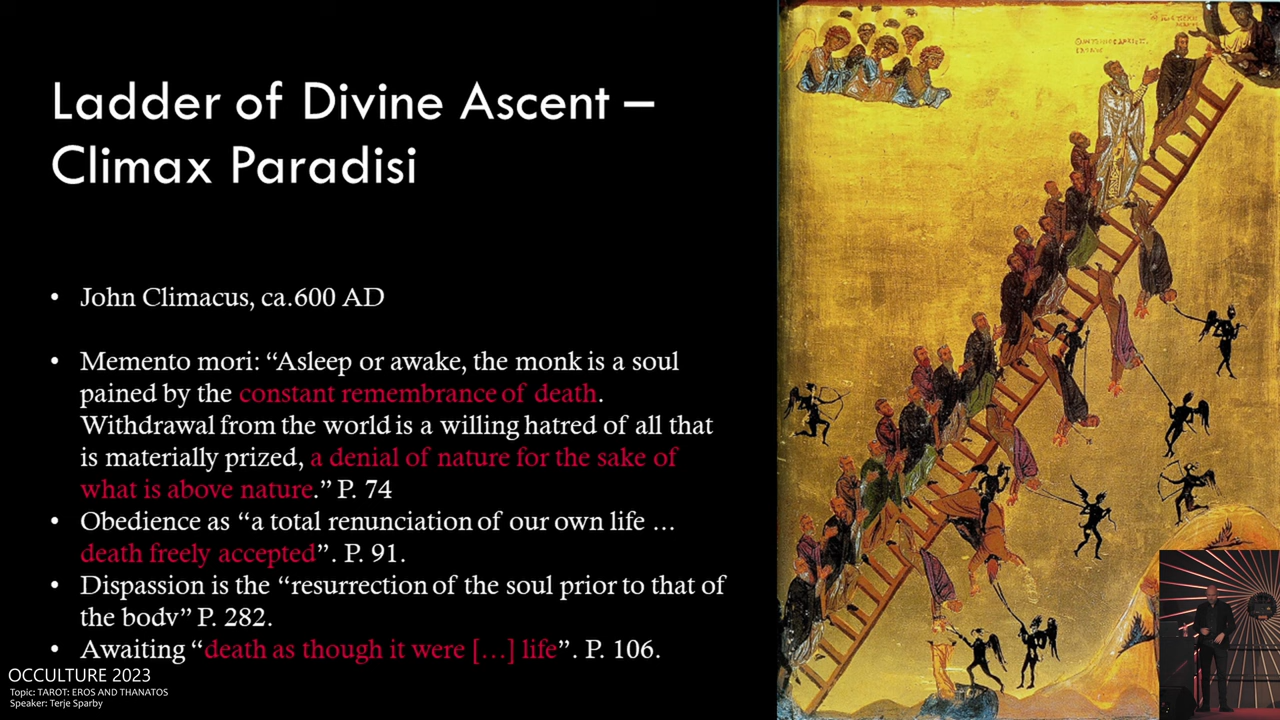 Ladder of Divine Ascent –
Climax Paradisi
• John Climacus, ca.600 AD
• Memento mori: “Asleep or awake, the monk is a soul
pained by the constant remembrance of death.
Withdrawal from the world is a willing hatred of all that
is materially prized, a denial of nature for the sake of
what is above nature.” P. 74
• Obedience as “a total renunciation of our own life …
death freely accepted”. P. 91.
• Dispassion is the “resurrection of the soul prior to that of
the body” P. 282.
• Awaiting “death as though it were […] life”. P. 106.
OCCULTURE 2023
Topic: TAROT: EROS AND THANATOS
Speaker: Terje Sparby